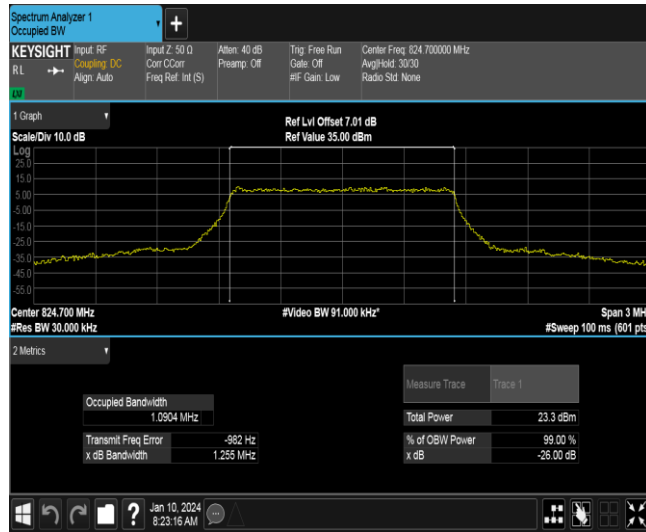 Spectrum Analyzer 1
Occupied BW
+
KEYSIGHT
RL
LXI
Input: RF
Coupling: DC
Align: Auto
Input Z: 50 Ω
Corr CCorr
Freq Ref: Int (S)
Atten: 40 dB
Preamp: Off
Trig: Free Run
Gate: Off
#IF Gain: Low
Center Freq: 824.700000 MHz
Avg|Hold: 30/30
Radio Std: None
1 Graph
Scale/Div 10.0 dB
Ref Lvl Offset 7.01 dB
Ref Value 35.00 dBm
Log
25.0
15.0
5.00
-5.00
-15.0
-25.0
-35.0
-45.0
-55.0
Center 824.700 MHz
#Video BW 91.000 kHz*
Span 3 MH
#Res BW 30.000 kHz
#Sweep 100 ms (601 pts
2 Metrics
Measure Trace
Trace 1
Occupied Bandwidth
1.0904 MHz
Total Power
23.3 dBm
Transmit Freq Error
-982 Hz
% of OBW Power
99.00 %
x dB Bandwidth
1.255 MHz
x dB
-26.00 dB
?
Jan 10, 2024
8:23:16 AM